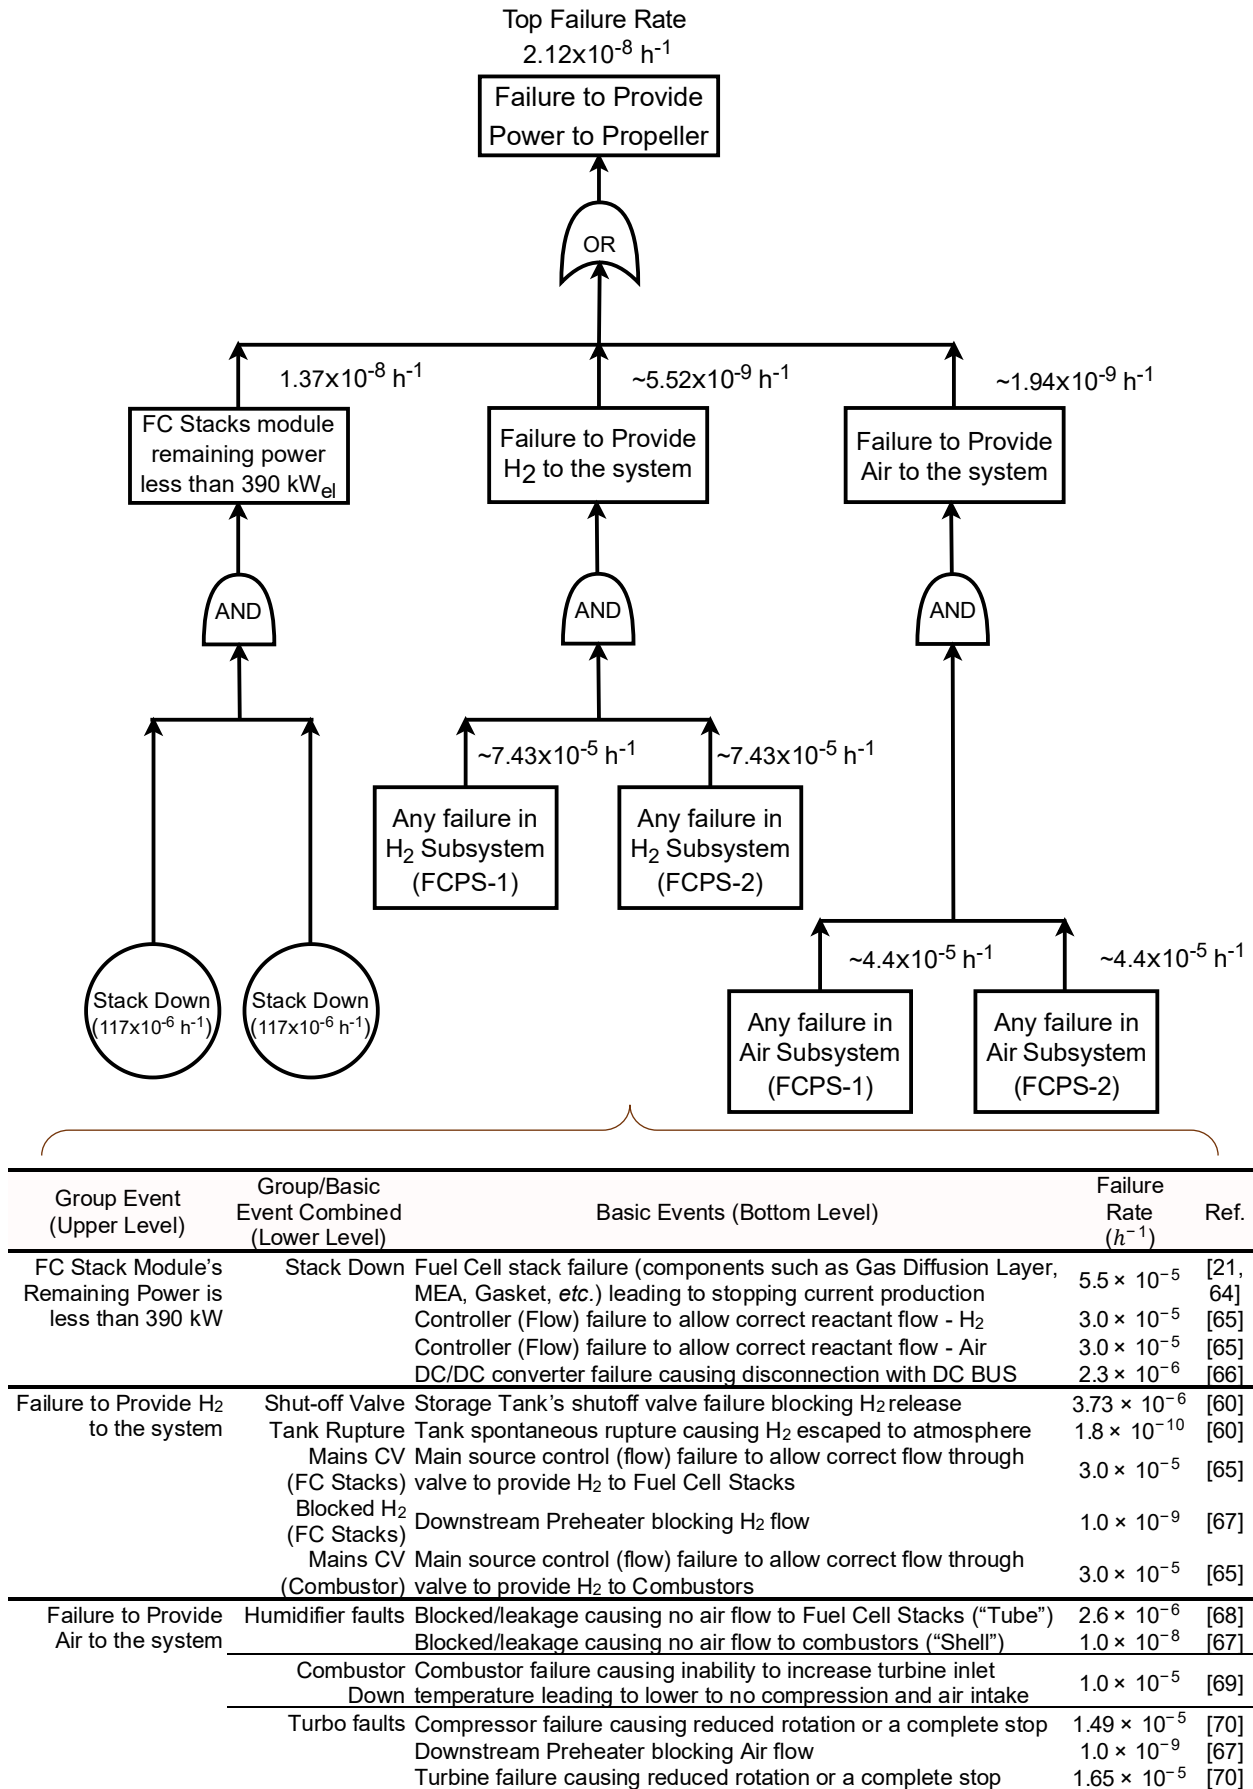 Top Failure Rate
2.12x10⁻⁸ h⁻¹
Failure to Provide
Power to Propeller
OR
1.37x10⁻⁸ h⁻¹
~5.52x10⁻⁹ h⁻¹
~1.94x10⁻⁹ h⁻¹
FC Stacks module
remaining power
less than 390 kWel
Failure to Provide
H₂ to the system
Failure to Provide
Air to the system
AND
AND
AND
~7.43x10⁻⁵ h⁻¹
~7.43x10⁻⁵ h⁻¹
Any failure in
H₂ Subsystem
(FCPS-1)
Any failure in
H₂ Subsystem
(FCPS-2)
~4.4x10⁻⁵ h⁻¹
~4.4x10⁻⁵ h⁻¹
Stack Down
(117x10⁻⁶ h⁻¹)
Stack Down
(117x10⁻⁶ h⁻¹)
Any failure in
Air Subsystem
(FCPS-1)
Any failure in
Air Subsystem
(FCPS-2)
Group Event
(Upper Level)
Group/Basic
Event Combined
(Lower Level)
Basic Events (Bottom Level)
Failure
Rate
(h⁻¹)
Ref.
FC Stack Module's
Remaining Power is
less than 390 kW
Stack Down
Fuel Cell stack failure (components such as Gas Diffusion Layer,
MEA, Gasket, etc.) leading to stopping current production
5.5 × 10⁻⁵
[21,
64]
Controller (Flow) failure to allow correct reactant flow - H₂ 3.0 × 10⁻⁵ [65]
Controller (Flow) failure to allow correct reactant flow - Air 3.0 × 10⁻⁵ [65]
DC/DC converter failure causing disconnection with DC BUS 2.3 × 10⁻⁶ [66]
Failure to Provide H₂
to the system
Shut-off Valve Storage Tank's shutoff valve failure blocking H₂ release 3.73 × 10⁻⁶ [60]
Tank Rupture Tank spontaneous rupture causing H₂ escaped to atmosphere 1.8 × 10⁻¹⁰ [60]
Mains CV
(FC Stacks)
Main source control (flow) failure to allow correct flow through
valve to provide H₂ to Fuel Cell Stacks
3.0 × 10⁻⁵ [65]
Blocked H₂
(FC Stacks)
Downstream Preheater blocking H₂ flow 1.0 × 10⁻⁹ [67]
Mains CV
(Combustor)
Main source control (flow) failure to allow correct flow through
valve to provide H₂ to Combustors
3.0 × 10⁻⁵ [65]
Failure to Provide
Air to the system
Humidifier faults Blocked/leakage causing no air flow to Fuel Cell Stacks (“Tube”) 2.6 × 10⁻⁶ [68]
Blocked/leakage causing no air flow to combustors (“Shell”) 1.0 × 10⁻⁸ [67]
Combustor
Down
Combustor failure causing inability to increase turbine inlet
temperature leading to lower to no compression and air intake
1.0 × 10⁻⁵ [69]
Turbo faults Compressor failure causing reduced rotation or a complete stop 1.49 × 10⁻⁵ [70]
Downstream Preheater blocking Air flow 1.0 × 10⁻⁹ [67]
Turbine failure causing reduced rotation or a complete stop 1.65 × 10⁻⁵ [70]